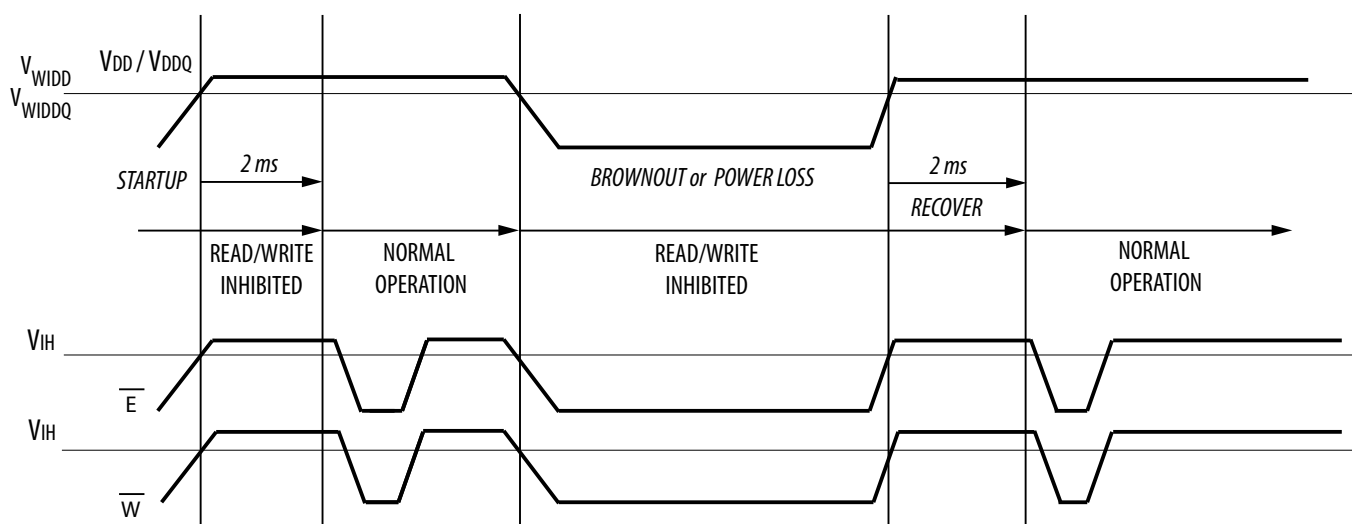 VWIDD
VDD / VDDQ
VWIDDQ
STARTUP
2 ms
BROWNOUT or POWER LOSS
2 ms
RECOVER
READ/WRITE
INHIBITED
NORMAL
OPERATION
READ/WRITE
INHIBITED
NORMAL
OPERATION
VIH
E
VIH
W